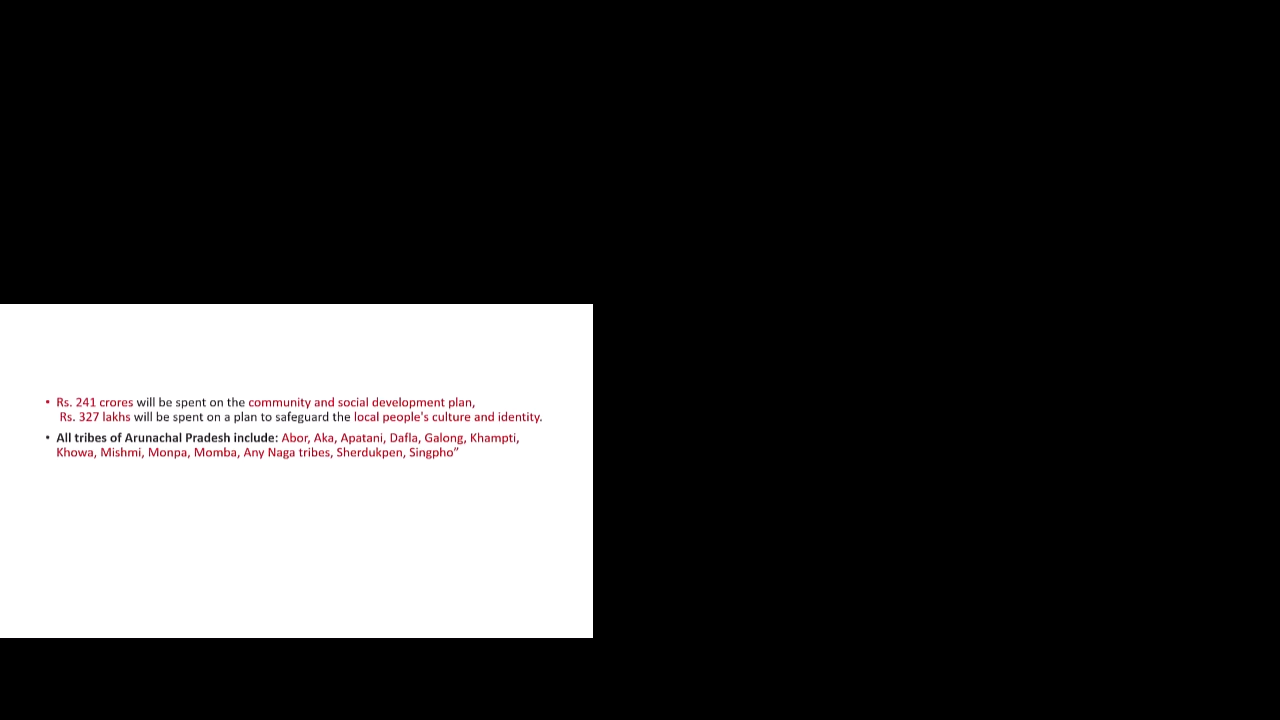 • Rs. 241 crores will be spent on the community and social development plan,
Rs. 327 lakhs will be spent on a plan to safeguard the local people's culture and identity.
• All tribes of Arunachal Pradesh include: Abor, Aka, Apatani, Dafla, Galong, Khampti,
Khowa, Mishmi, Monpa, Momba, Any Naga tribes, Sherdukpen, Singpho”